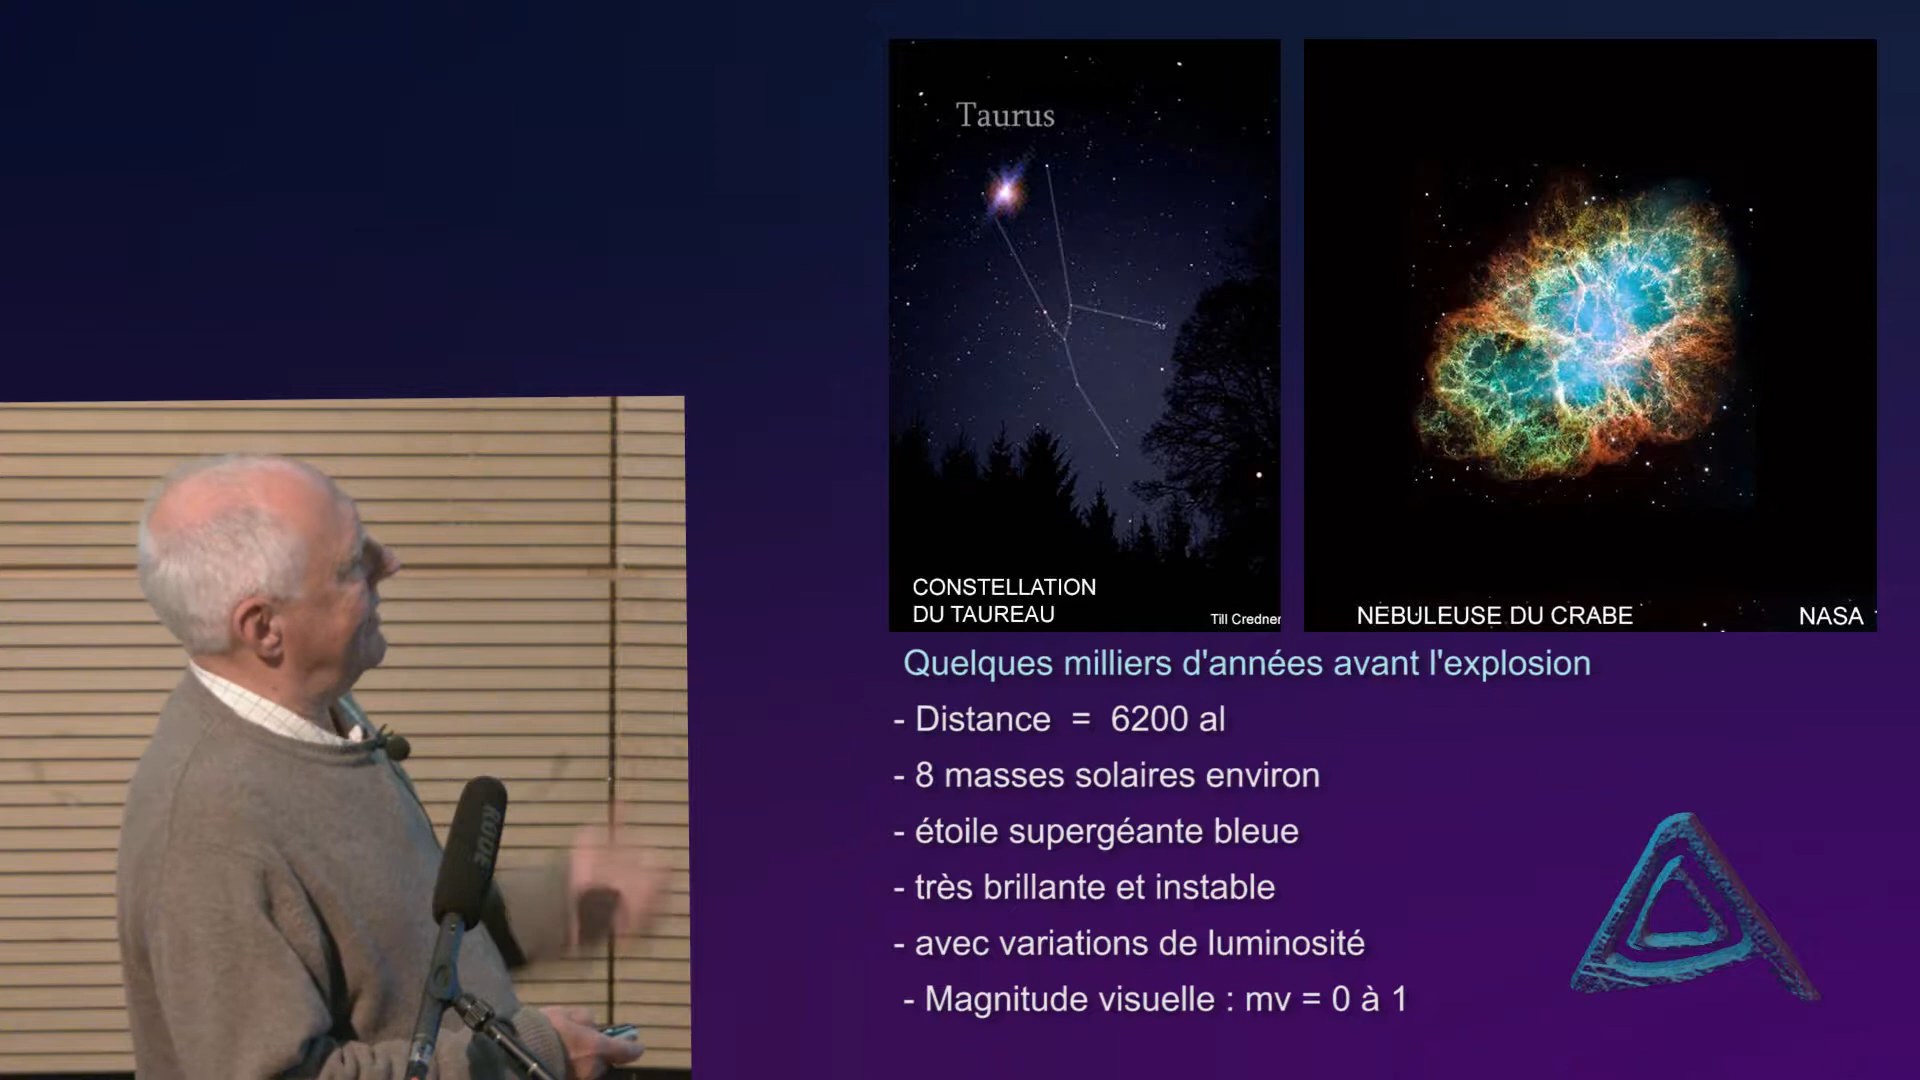 Taurus
CONSTELLATION
DU TAUREAU
Till Credner
NEBULEUSE DU CRABE
NASA
Quelques milliers d'années avant l'explosion
- Distance = 6200 al
- 8 masses solaires environ
- étoile supergéante bleue
- très brillante et instable
- avec variations de luminosité
- Magnitude visuelle : mv = 0 à 1
RODE